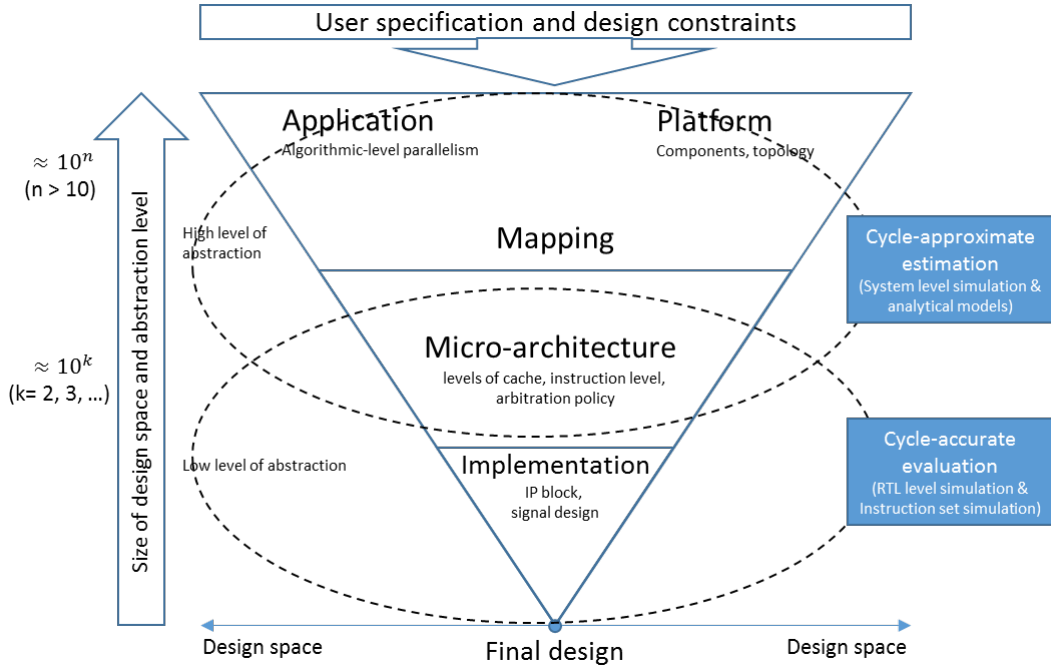 User specification and design constraints
Application
Algorithmic-level parallelism
Platform
Components, topology
≈ 10ⁿ
(n > 10)
High level of
abstraction
Mapping
Cycle-approximate
estimation
(System level simulation &
analytical models)
Size of design space and abstraction level
≈ 10ᵏ
(k= 2, 3, ...)
Micro-architecture
levels of cache, instruction level,
arbitration policy
Low level of abstraction
Implementation
IP block,
signal design
Cycle-accurate
evaluation
(RTL level simulation &
Instruction set simulation)
Design space
Final design
Design space